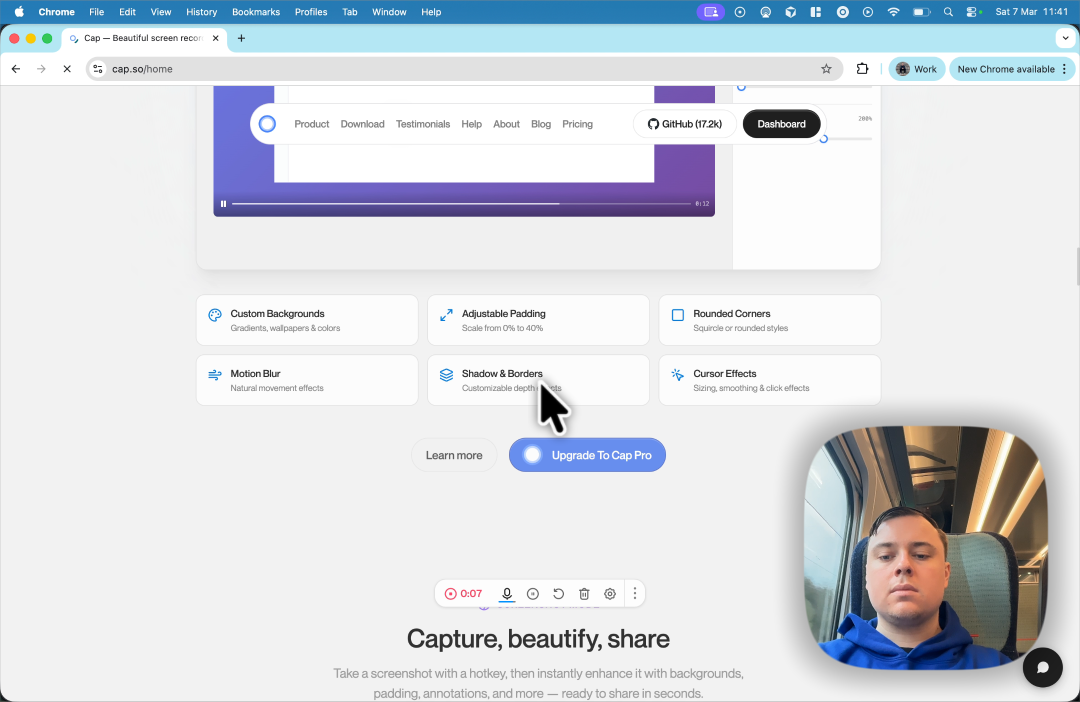 Chrome File Edit View History Bookmarks Profiles Tab Window Help Sat 7 Mar 11:41
Cap — Beautiful screen recor
cap.so/home Work New Chrome available
200%
Product Download Testimonials Help About Blog Pricing GitHub (17.2k) Dashboard
0:12
Custom Backgrounds
Gradients, wallpapers & colors
Adjustable Padding
Scale from 0% to 40%
Rounded Corners
Squircle or rounded styles
Motion Blur
Natural movement effects
Shadow & Borders
Customizable depth
Cursor Effects
Sizing, smoothing & click effects
Learn more Upgrade To Cap Pro
0:07
Capture, beautify, share
Take a screenshot with a hotkey, then instantly enhance it with backgrounds,
padding, annotations, and more — ready to share in seconds.